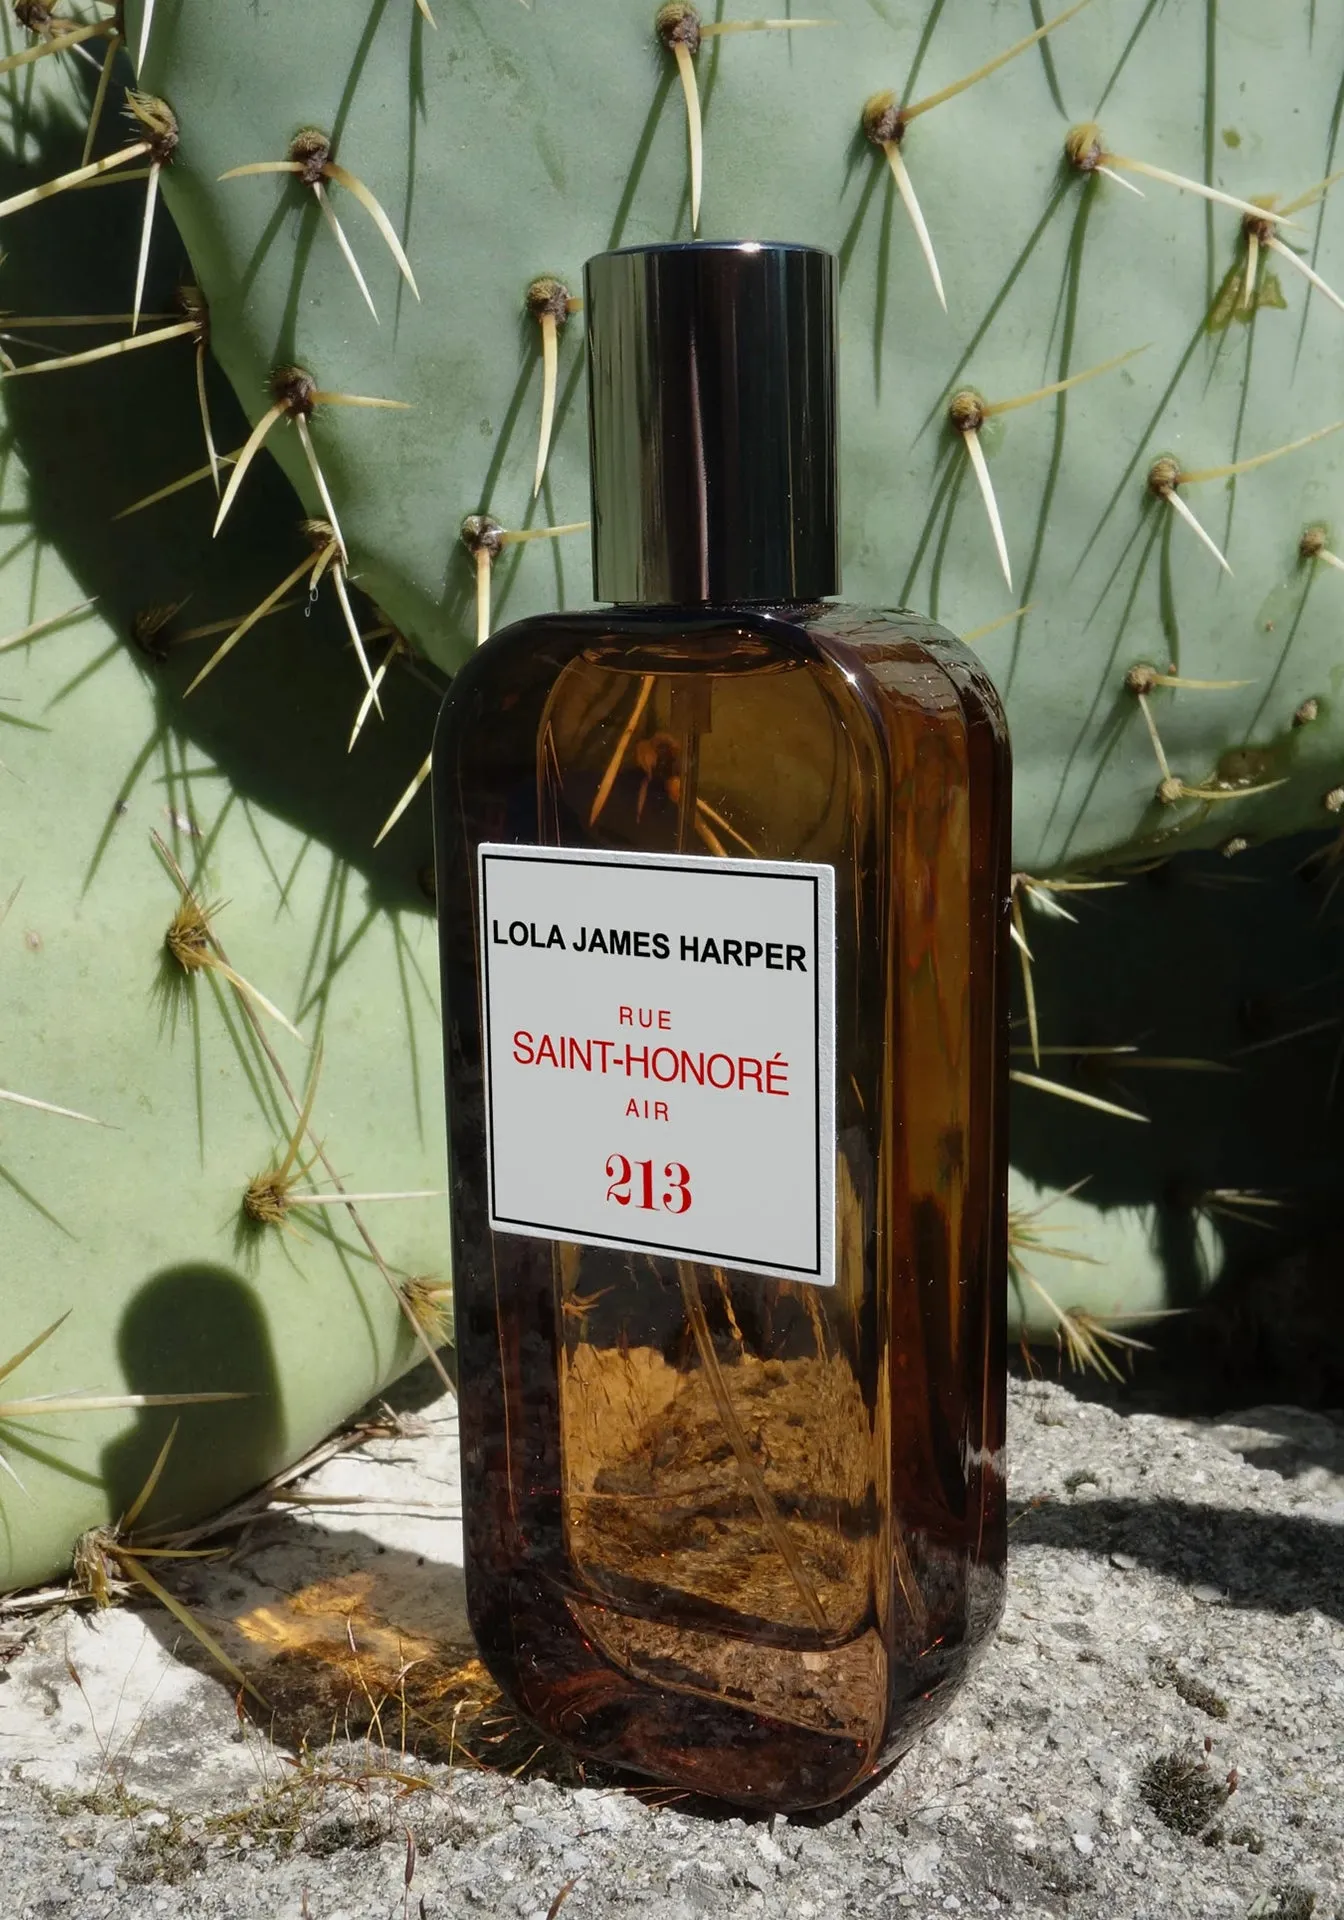 LOLA JAMES HARPER
RUE
SAINT-HONORÉ
AIR
213